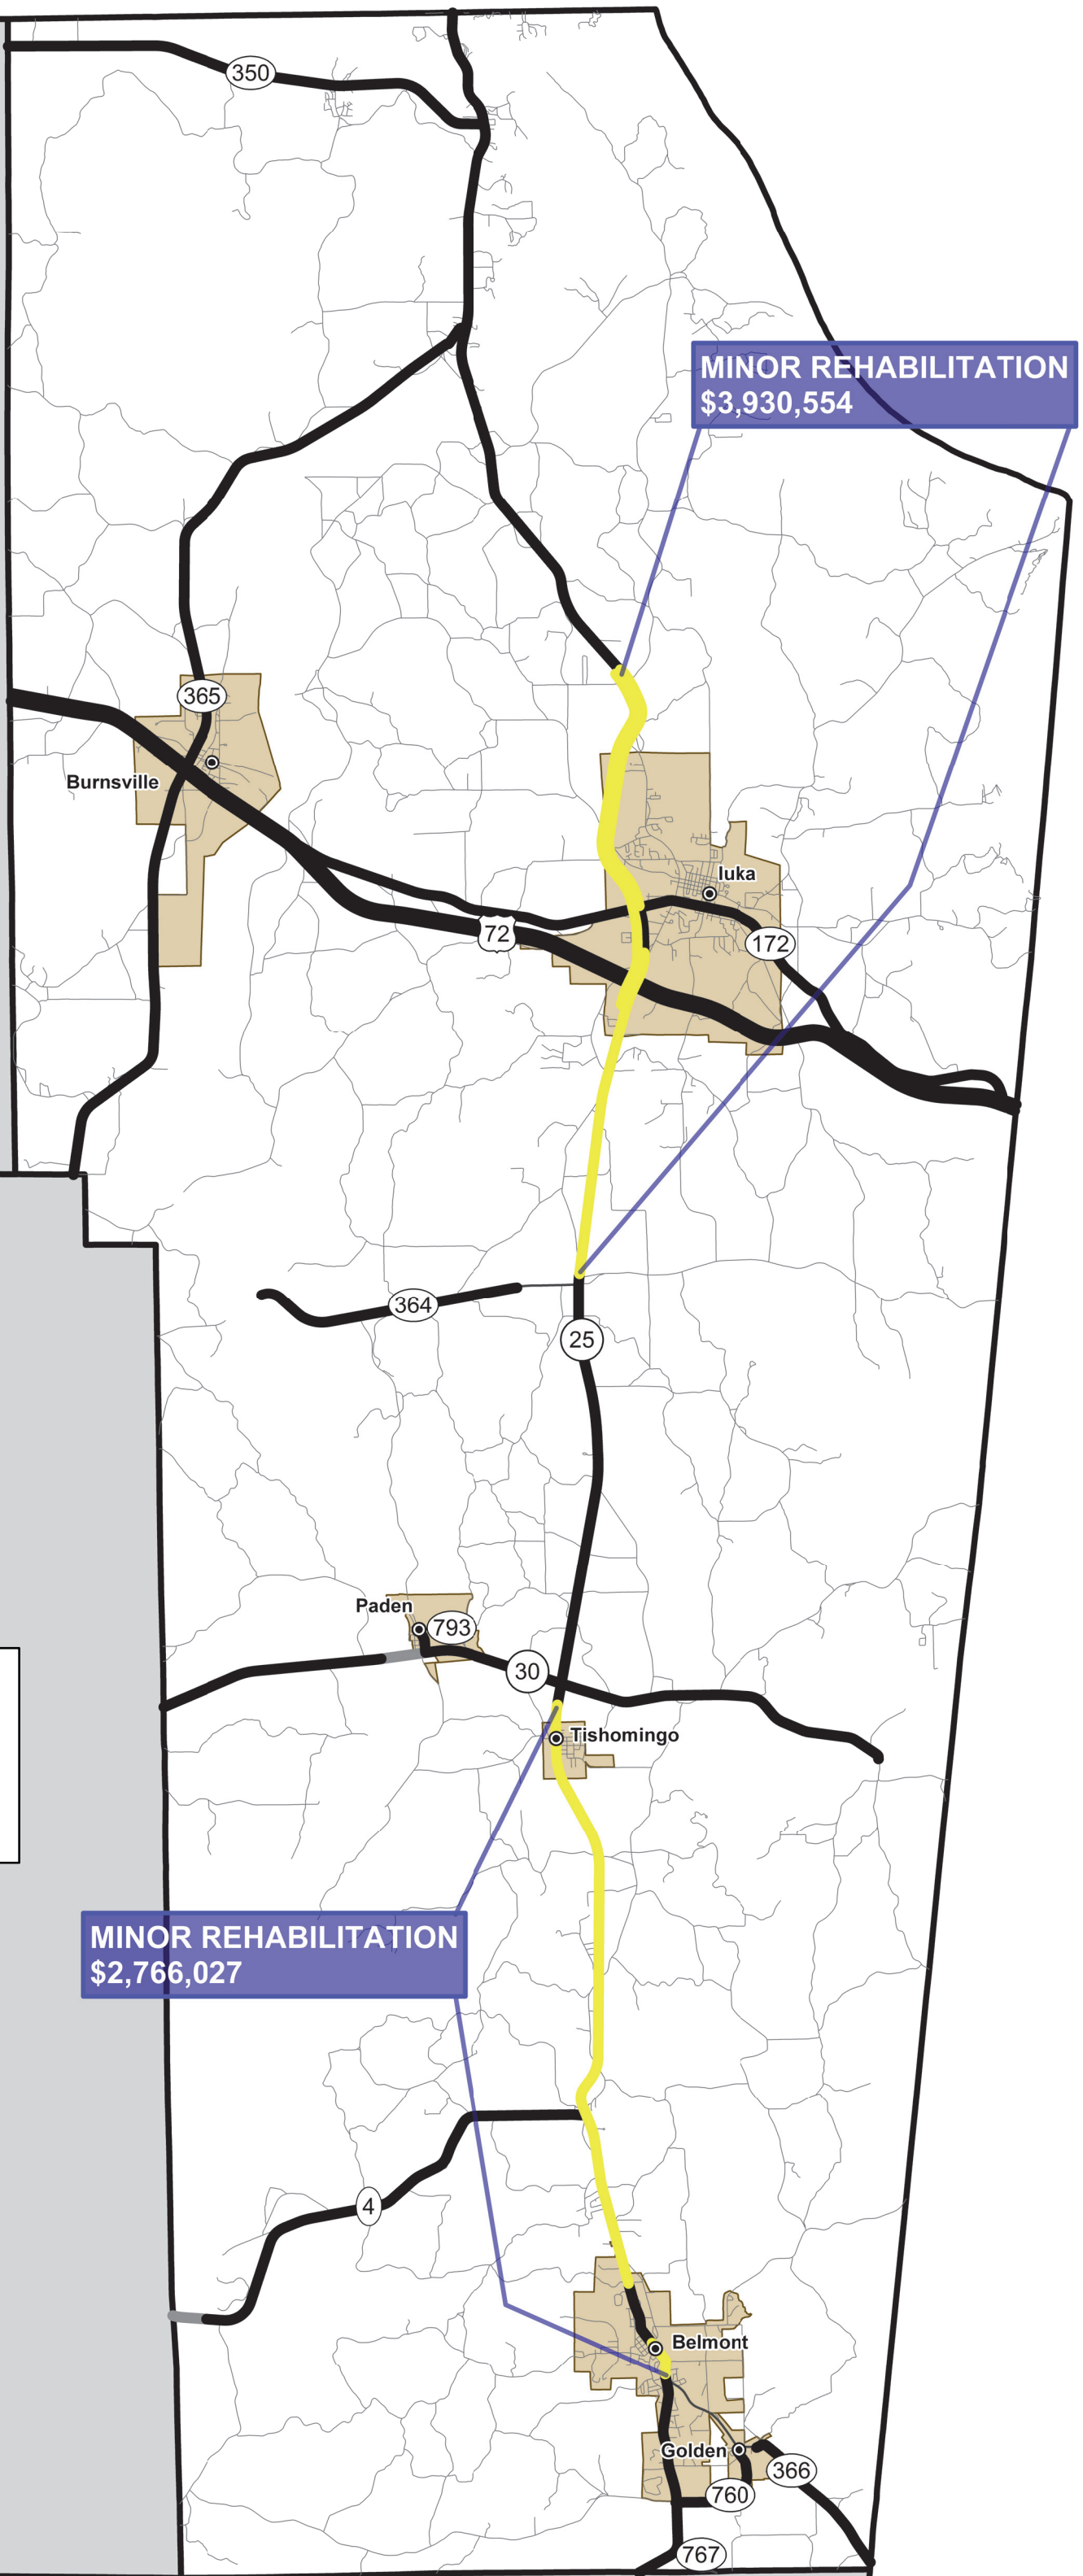 350
MINOR REHABILITATION
$3,930,554
365
Burnsville
Iuka
72
172
364
25
Paden
793
30
Tishomingo
MINOR REHABILITATION
$2,766,027
4
Belmont
Golden
366
760
767